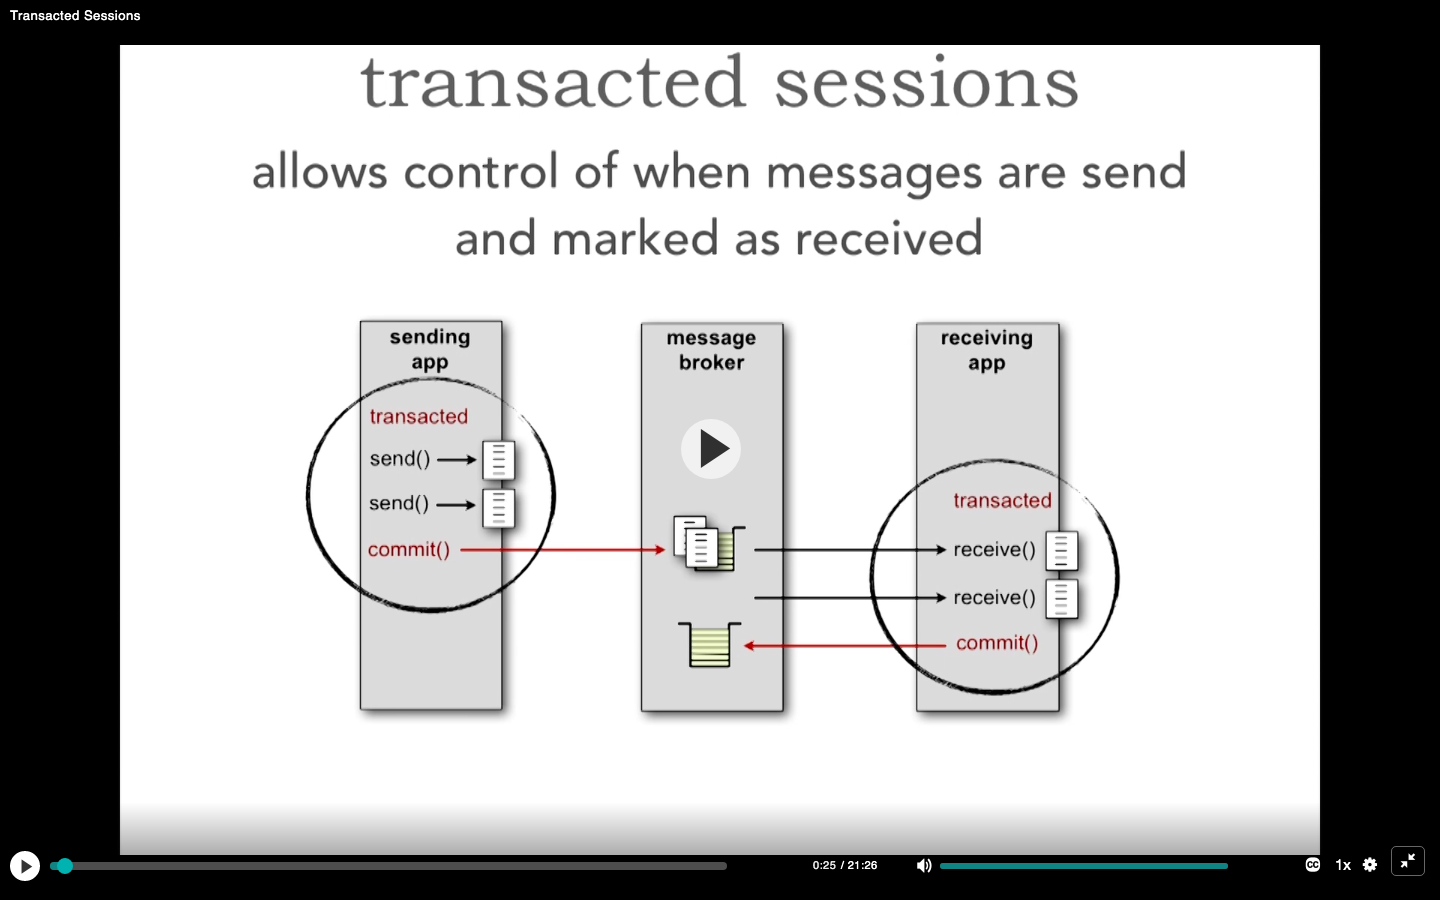 Transacted Sessions
transacted sessions
allows control of when messages are send
and marked as received
sending
app
transacted
send()
send()
commit()
message
broker
receiving
app
transacted
receive()
receive()
commit()
0:25 / 21:26
CC
1x